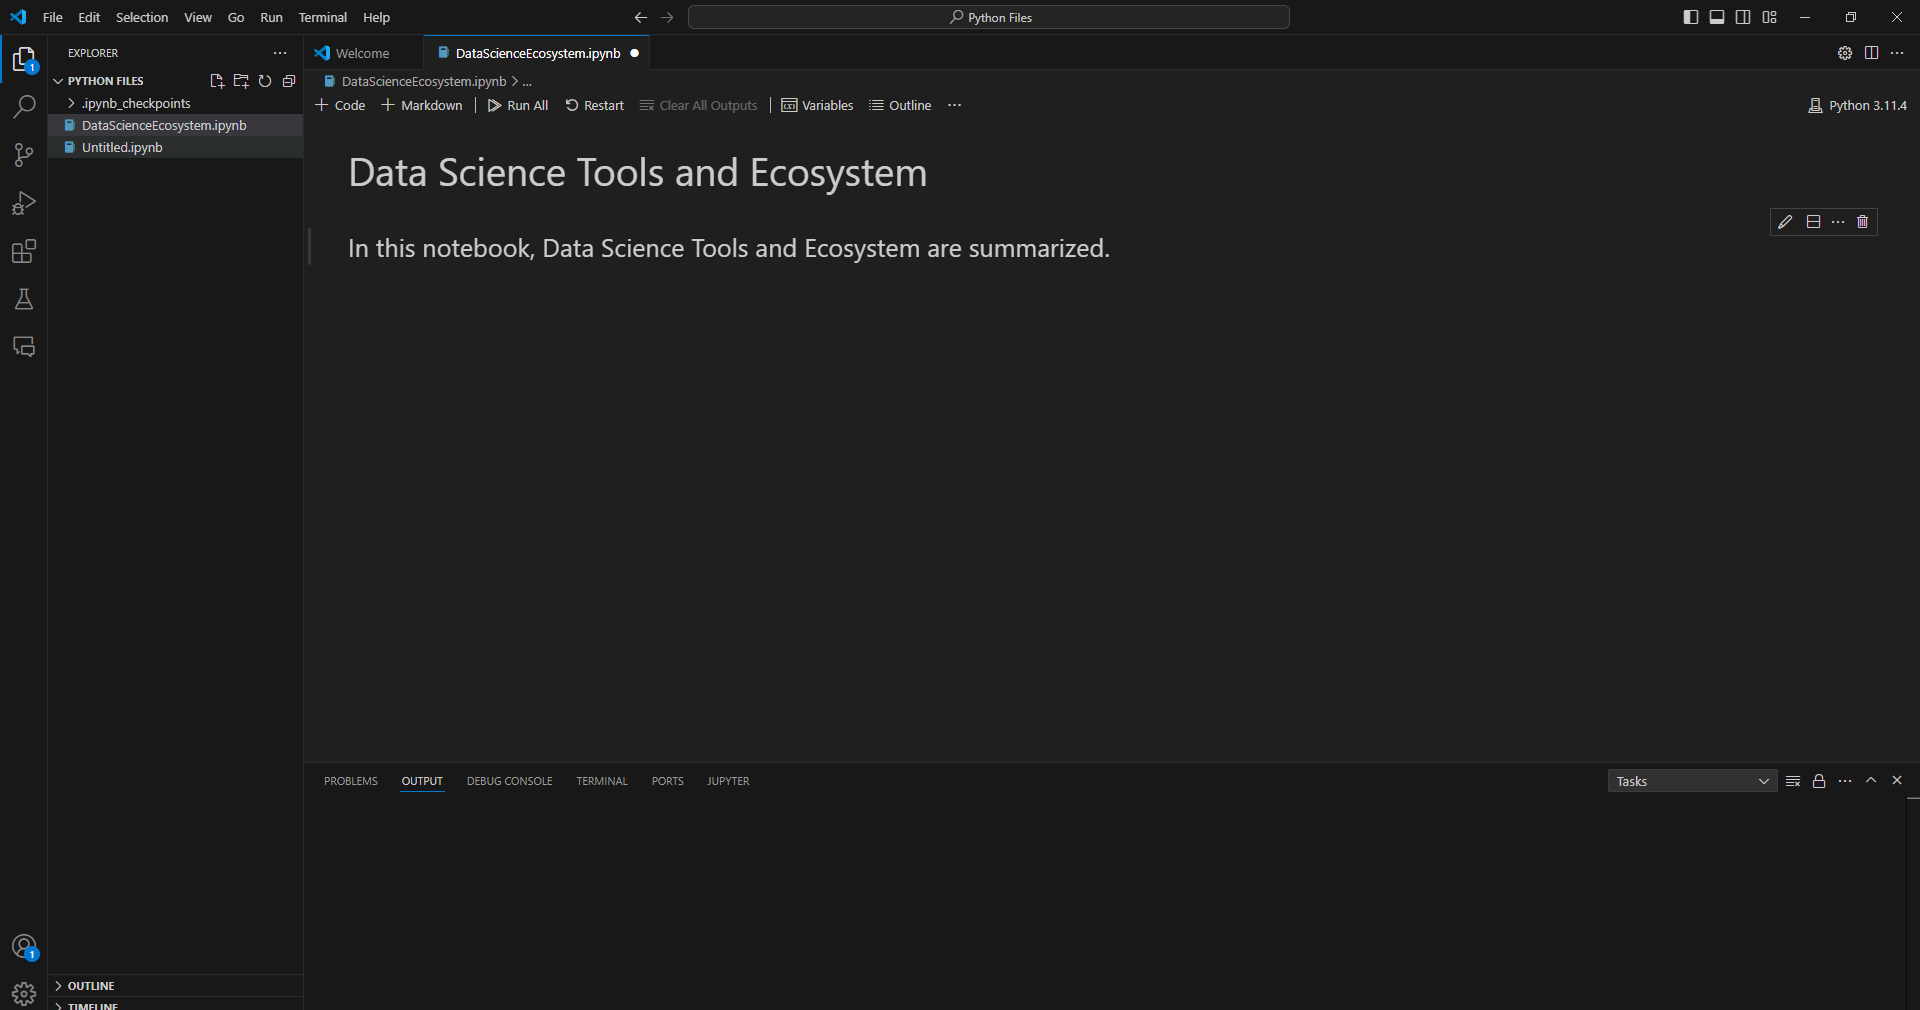 File Edit Selection View Go Run Terminal Help
Python Files
EXPLORER
PYTHON FILES
.ipynb_checkpoints
DataScienceEcosystem.ipynb
Untitled.ipynb
OUTLINE
TIMELINE
1
1
Welcome DataScienceEcosystem.ipynb
DataScienceEcosystem.ipynb > ...
Code Markdown Run All Restart Clear All Outputs Variables Outline ... Python 3.11.4
Data Science Tools and Ecosystem
In this notebook, Data Science Tools and Ecosystem are summarized.
PROBLEMS OUTPUT DEBUG CONSOLE TERMINAL PORTS JUPYTER Tasks